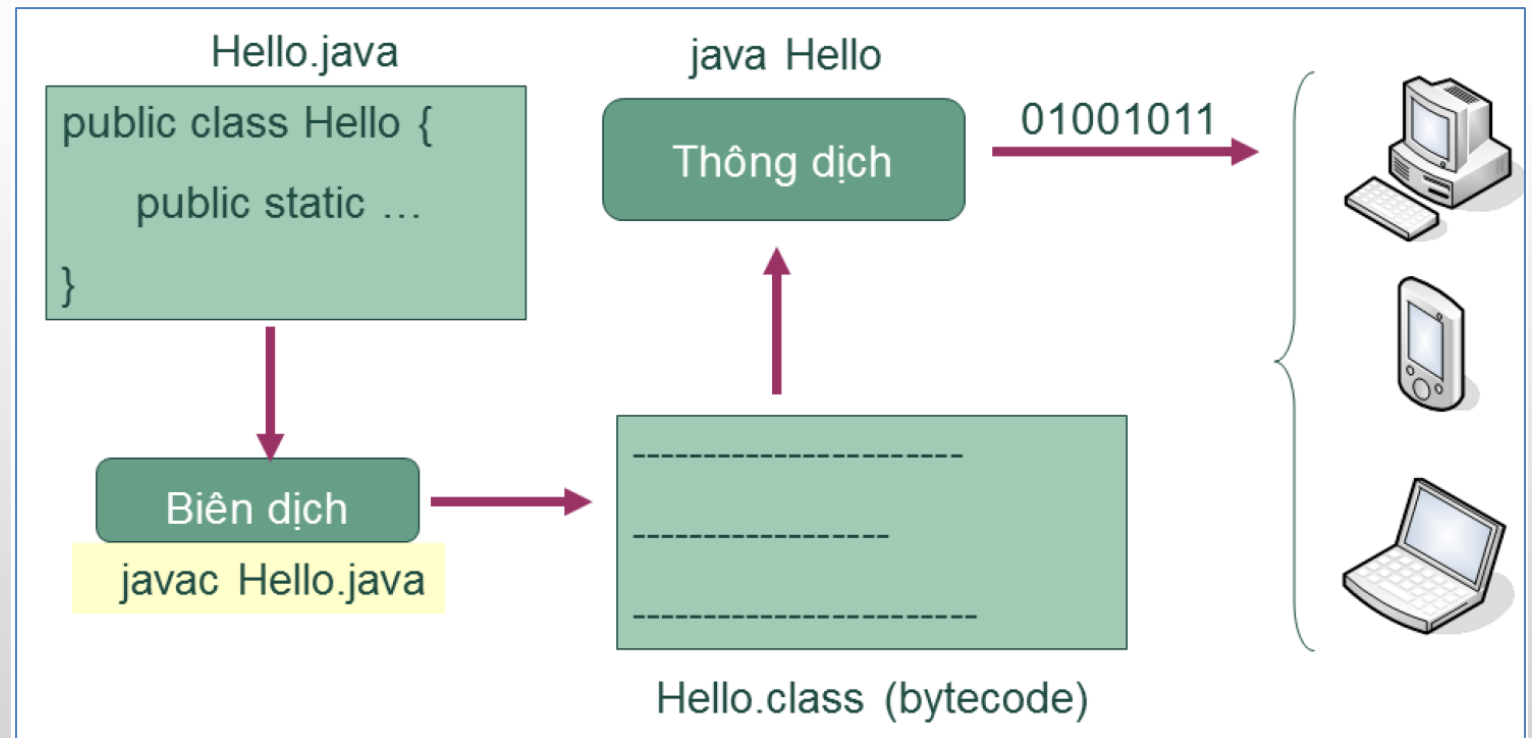 Hello.java
public class Hello {
public static …
}
Biên dịch
javac Hello.java
----------------------
-----------------
-----------------------
Hello.class (bytecode)
java Hello
Thông dịch
01001011